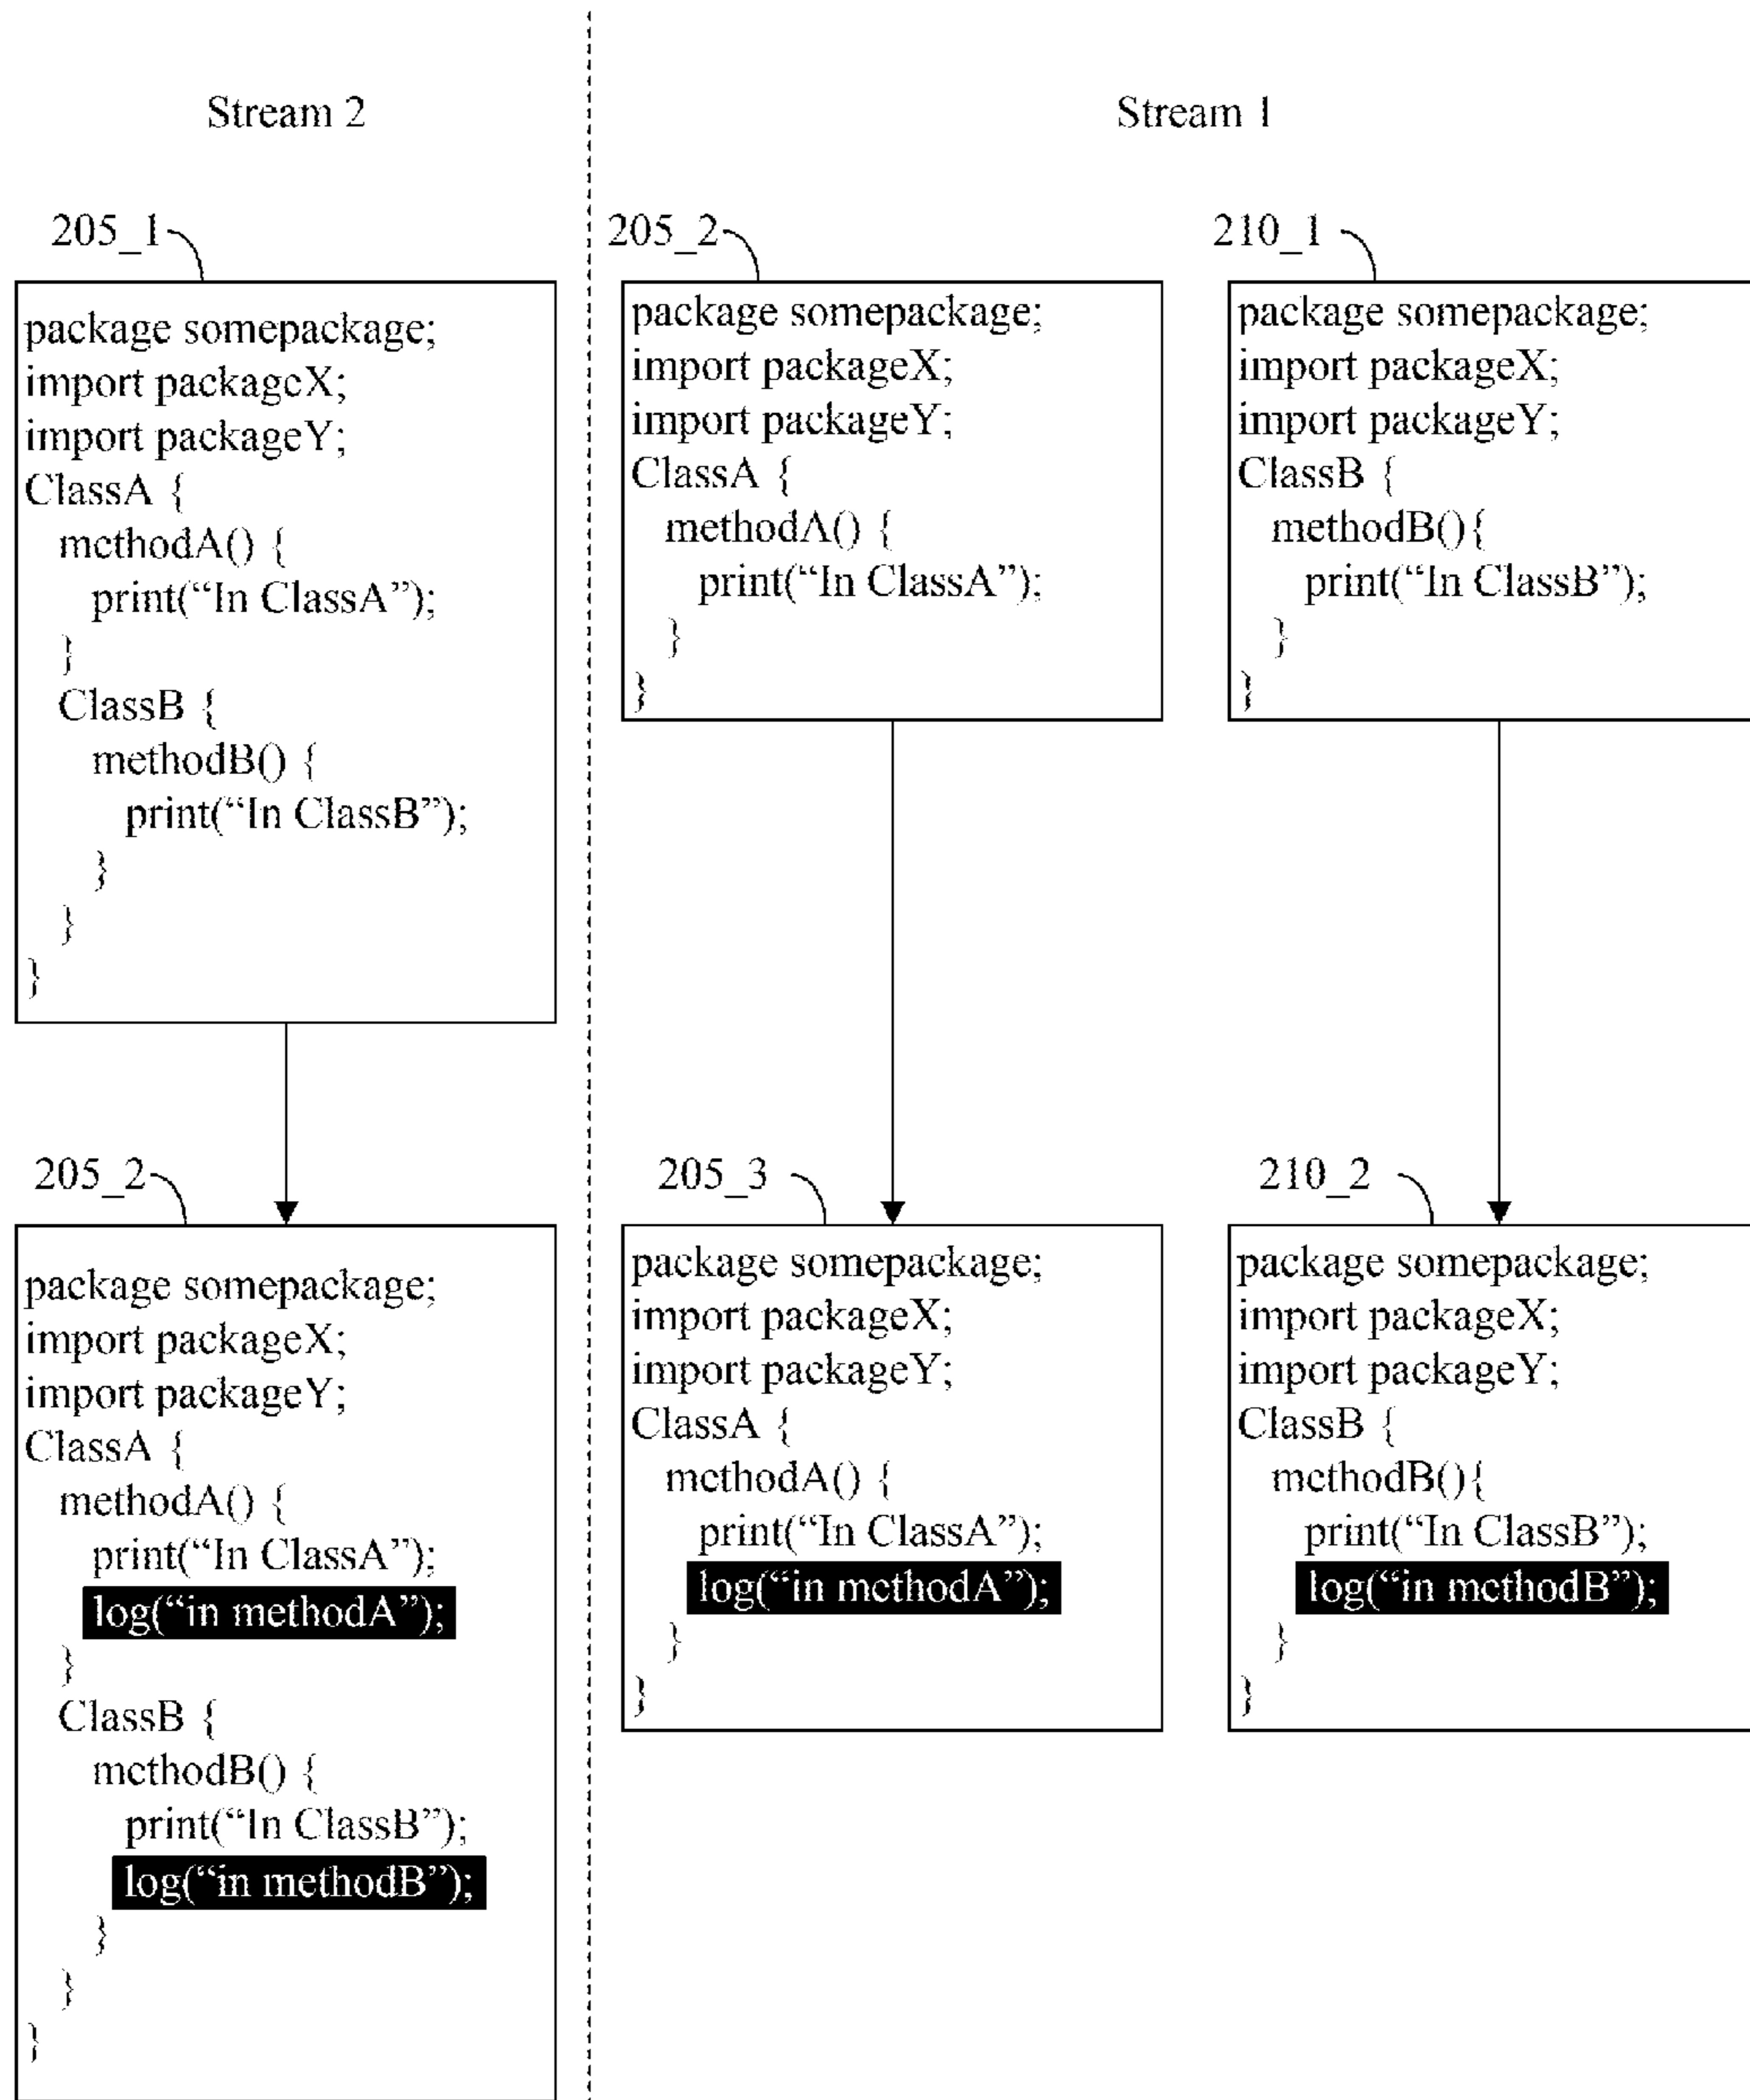 Stream 2
Stream 1
205_1
package somepackage;
import packageX;
import packageY;
ClassA {
methodA() {
print(“In ClassA”);
}
ClassB {
methodB() {
print(“In ClassB”);
}
}
}
205_2
package somepackage;
import packageX;
import packageY;
ClassA {
methodA() {
print(“In ClassA”);
}
}
210_1
package somepackage;
import packageX;
import packageY;
ClassB {
methodB(){
print(“In ClassB”);
}
}
205_2
package somepackage;
import packageX;
import packageY;
ClassA {
methodA() {
print(“In ClassA”);
log(“in methodA”);
}
ClassB {
methodB() {
print(“In ClassB”);
log(“in methodB”);
}
}
}
205_3
package somepackage;
import packageX;
import packageY;
ClassA {
methodA() {
print(“In ClassA”);
log(“in methodA”);
}
}
210_2
package somepackage;
import packageX;
import packageY;
ClassB {
methodB(){
print(“In ClassB”);
log(“in methodB”);
}
}